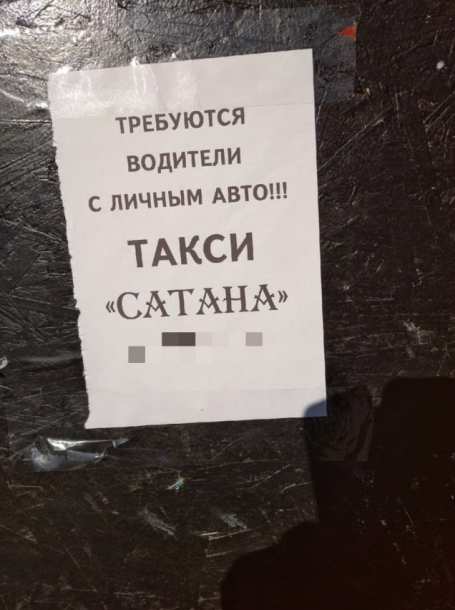 ТРЕБУЮТСЯ
ВОДИТЕЛИ
С ЛИЧНЫМ АВТО!!!
ТАКСИ
«САТАНА»